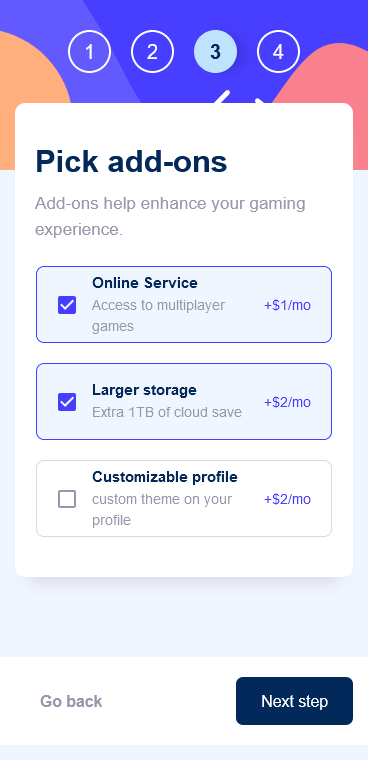 1 2 3 4
Pick add-ons
Add-ons help enhance your gaming
experience.
Online Service
Access to multiplayer
games
+$1/mo
Larger storage
Extra 1TB of cloud save
+$2/mo
Customizable profile
custom theme on your
profile
+$2/mo
Go back
Next step